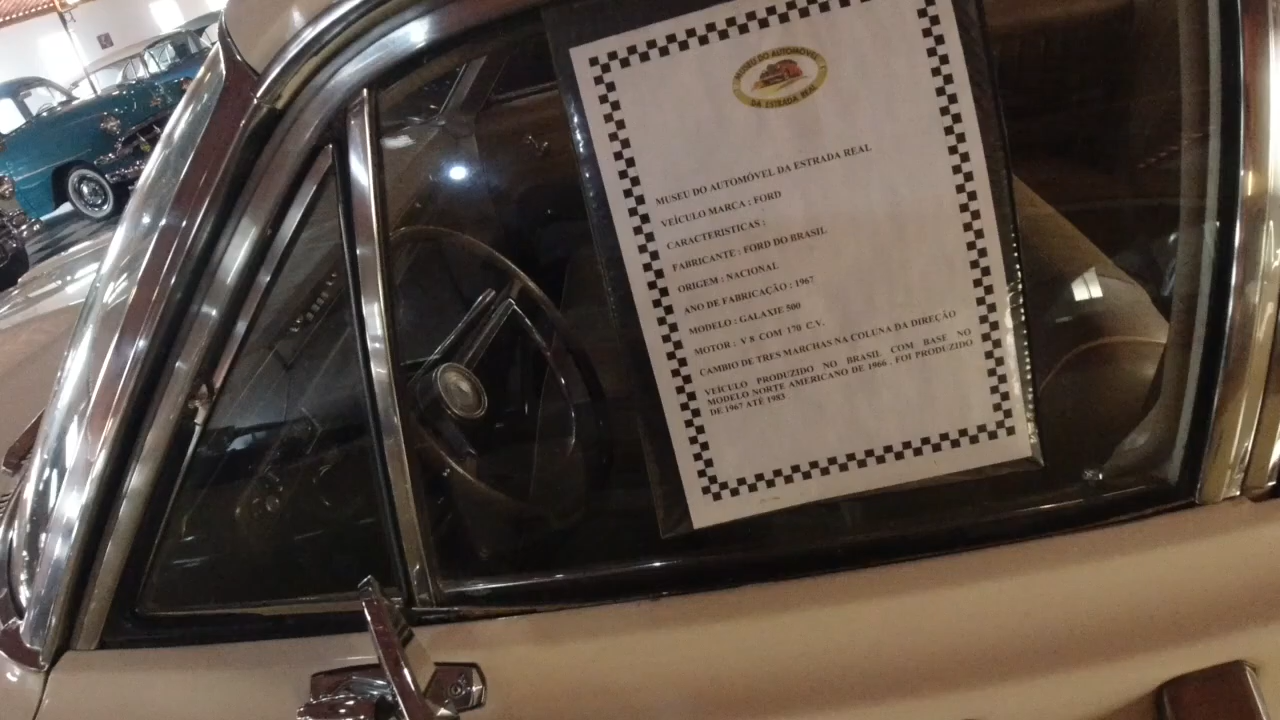 MUSEU DO AUTOMÓVEL
DA ESTRADA REAL
MUSEU DO AUTOMÓVEL DA ESTRADA REAL
VEÍCULO MARCA : FORD
CARACTERISTICAS :
FABRICANTE : FORD DO BRASIL
ORIGEM : NACIONAL
ANO DE FABRICAÇÃO : 1967
MODELO : GALAXIE 500
MOTOR : V 8 COM 170 C.V.
CAMBIO DE TRES MARCHAS NA COLUNA DA DIREÇÃO
VEÍCULO PRODUZIDO NO BRASIL COM BASE NO
MODELO NORTE AMERICANO DE 1966 , FOI PRODUZIDO
DE 1967 ATÉ 1983